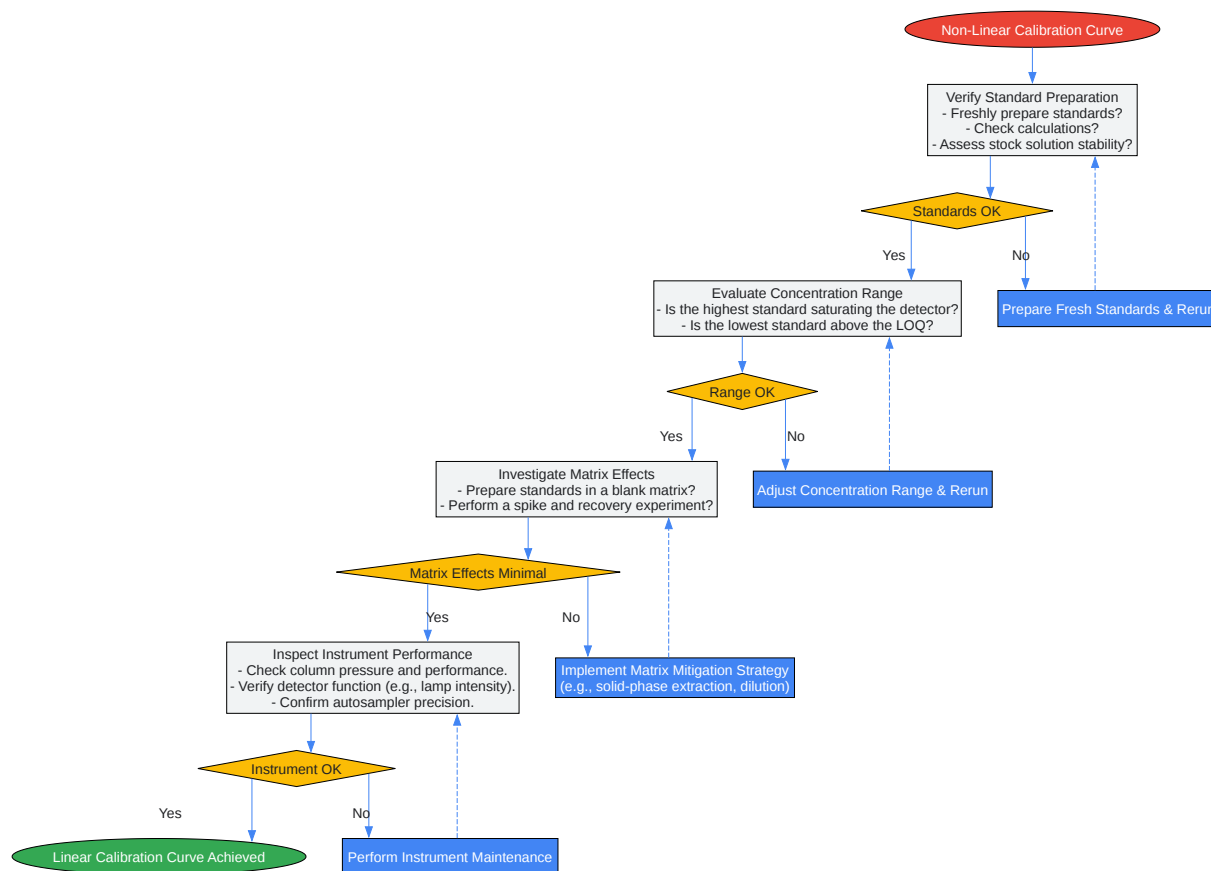 Non-Linear Calibration Curve
Verify Standard Preparation
- Freshly prepare standards?
- Check calculations?
- Assess stock solution stability?
Standards OK
Yes
No
Evaluate Concentration Range
- Is the highest standard saturating the detector?
- Is the lowest standard above the LOQ?
Prepare Fresh Standards & Rerun
Range OK
Yes
No
Investigate Matrix Effects
- Prepare standards in a blank matrix?
- Perform a spike and recovery experiment?
Adjust Concentration Range & Rerun
Matrix Effects Minimal
Yes
No
Inspect Instrument Performance
- Check column pressure and performance.
- Verify detector function (e.g., lamp intensity).
- Confirm autosampler precision.
Implement Matrix Mitigation Strategy
(e.g., solid-phase extraction, dilution)
Instrument OK
Yes
No
Linear Calibration Curve Achieved
Perform Instrument Maintenance